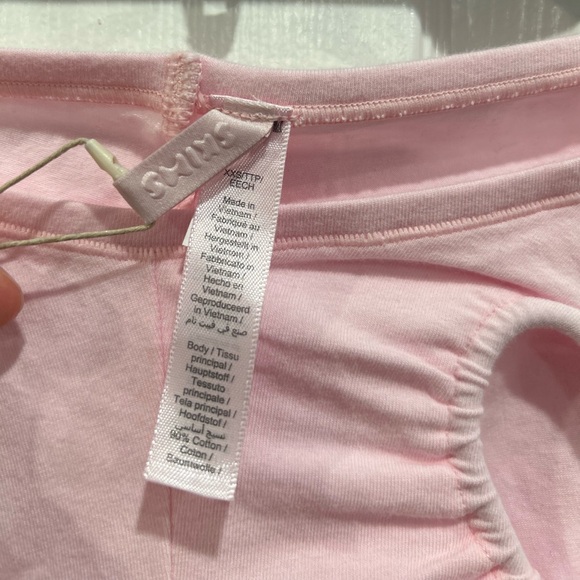 SKIMS
XXS/TTP/
EECH
Made in
Vietnam /
Fabriqué au
Vietnam /
Hergestellt in
Vietnam /
Fabbricato in
Vietnam /
Hecho en
Vietnam /
Geproduceerd
in Vietnam /
صنع في فييت نام
Body / Tissu
principal /
Hauptstoff /
Tessuto
principale /
Tela principal /
Hoofdstof /
نسيج أساسي
90% Cotton /
Coton /
Baumwolle /